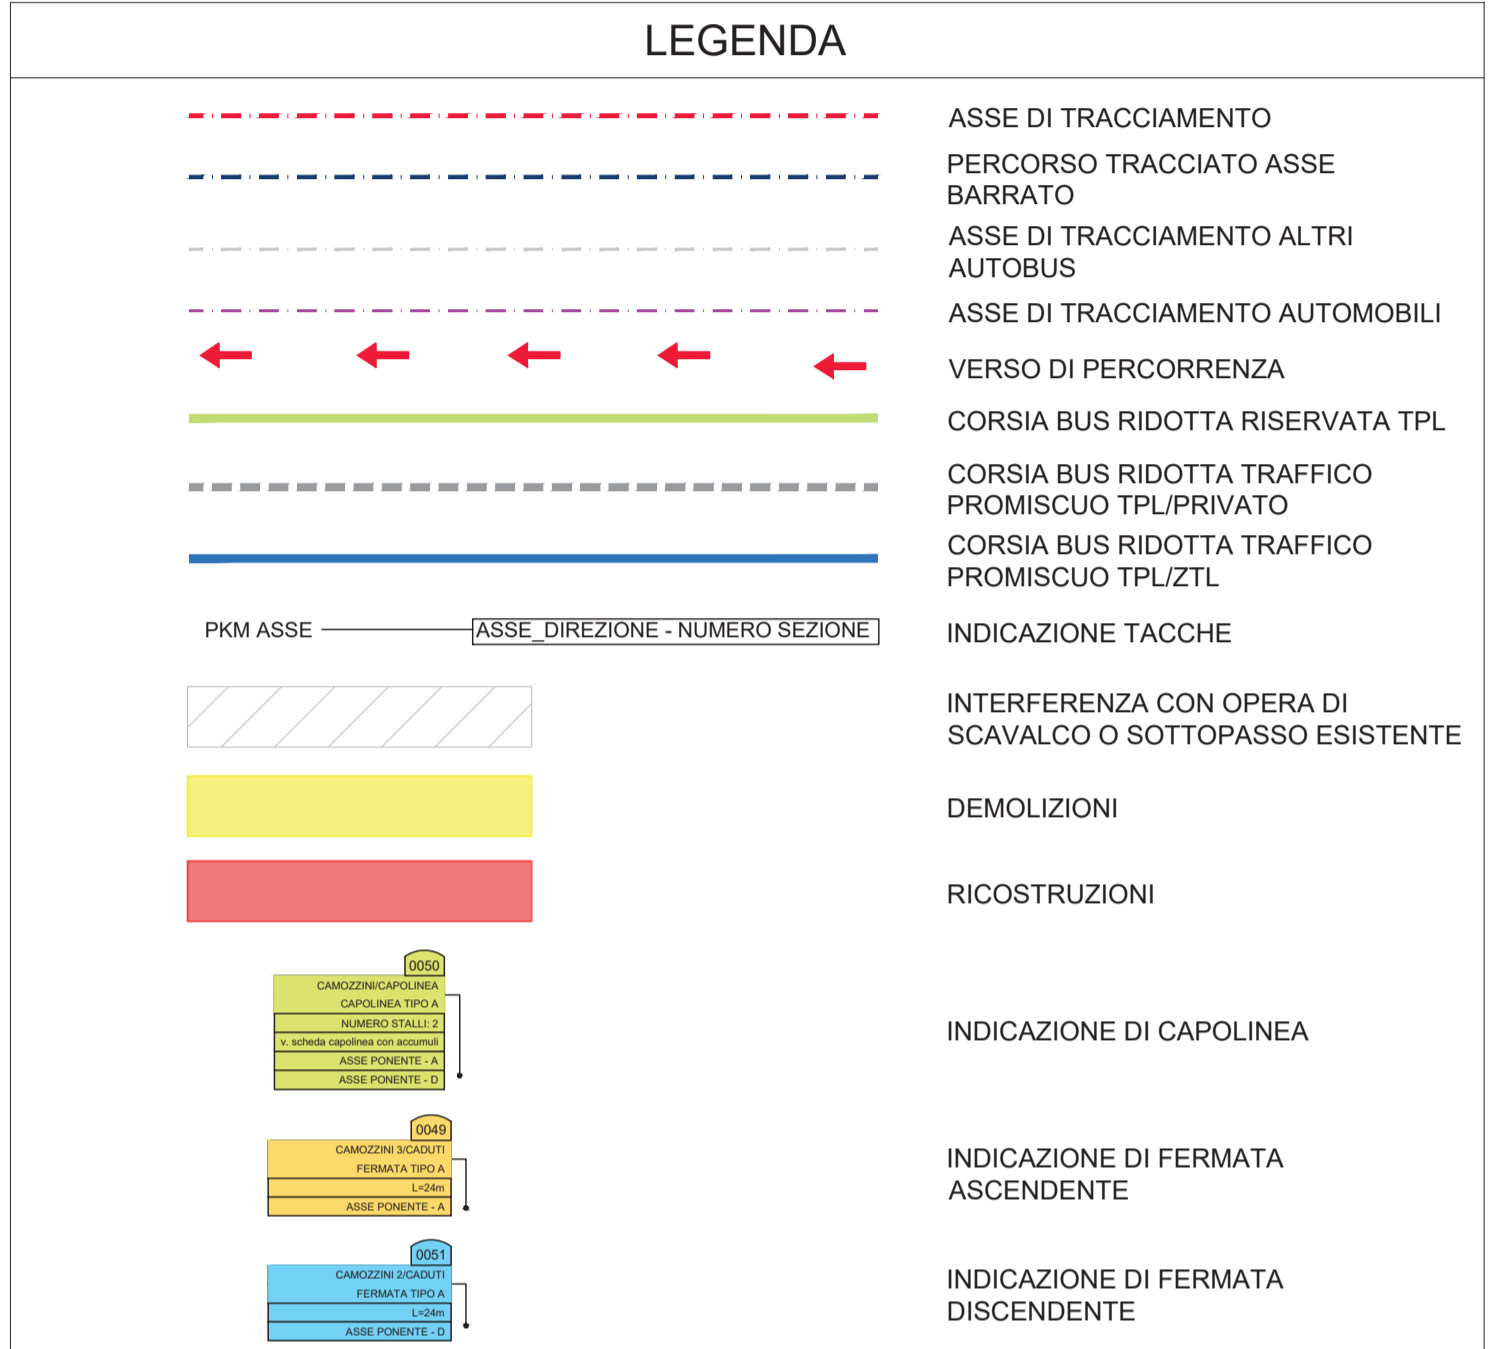 LEGENDA
ASSE DI TRACCIAMENTO
PERCORSO TRACCIATO ASSE
BARRATO
ASSE DI TRACCIAMENTO ALTRI
AUTOBUS
ASSE DI TRACCIAMENTO AUTOMOBILI
VERSO DI PERCORRENZA
CORSIA BUS RIDOTTA RISERVATA TPL
CORSIA BUS RIDOTTA TRAFFICO
PROMISCUO TPL/PRIVATO
CORSIA BUS RIDOTTA TRAFFICO
PROMISCUO TPL/ZTL
PKM ASSE
ASSE_DIREZIONE - NUMERO SEZIONE
INDICAZIONE TACCHE
INTERFERENZA CON OPERA DI
SCAVALCO O SOTTOPASSO ESISTENTE
DEMOLIZIONI
RICOSTRUZIONI
0050
CAMOZZINI/CAPOLINEA
CAPOLINEA TIPO A
NUMERO STALLI: 2
v. scheda capolinea con accumuli
ASSE PONENTE - A
ASSE PONENTE - D
INDICAZIONE DI CAPOLINEA
0049
CAMOZZINI 3/CADUTI
FERMATA TIPO A
L=24m
ASSE PONENTE - A
INDICAZIONE DI FERMATA
ASCENDENTE
0051
CAMOZZINI 2/CADUTI
FERMATA TIPO A
L=24m
ASSE PONENTE - D
INDICAZIONE DI FERMATA
DISCENDENTE